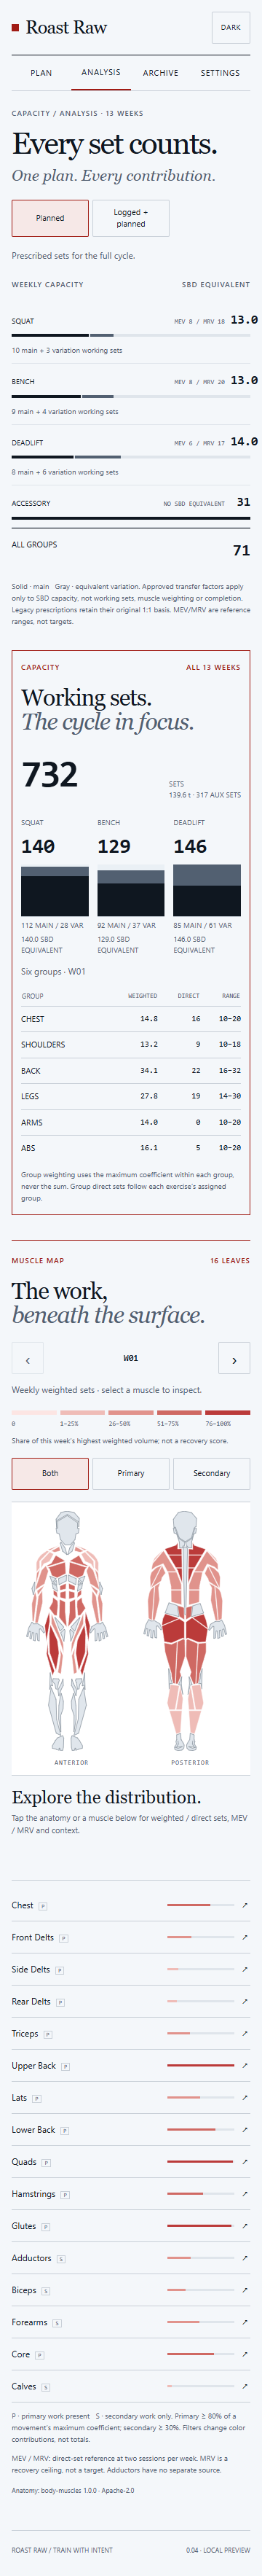 Roast Raw
DARK
PLAN
ANALYSIS
ARCHIVE
SETTINGS
CAPACITY / ANALYSIS · 13 WEEKS
Every set counts.
One plan. Every contribution.
Planned
Logged +
planned
Prescribed sets for the full cycle.
WEEKLY CAPACITY
SBD EQUIVALENT
SQUAT
MEV 8 / MRV 18 13.0
10 main + 3 variation working sets
BENCH
MEV 8 / MRV 20 13.0
9 main + 4 variation working sets
DEADLIFT
MEV 6 / MRV 17 14.0
8 main + 6 variation working sets
ACCESSORY
NO SBD EQUIVALENT 31
ALL GROUPS
71
Solid · main Gray · equivalent variation. Approved transfer factors apply
only to SBD capacity, not working sets, muscle weighting or completion.
Legacy prescriptions retain their original 1:1 basis. MEV/MRV are reference
ranges, not targets.
CAPACITY
ALL 13 WEEKS
Working sets.
The cycle in focus.
732
SETS
139.6 t · 317 AUX SETS
SQUAT
BENCH
DEADLIFT
140
129
146
112 MAIN / 28 VAR
92 MAIN / 37 VAR
85 MAIN / 61 VAR
140.0 SBD
EQUIVALENT
129.0 SBD
EQUIVALENT
146.0 SBD
EQUIVALENT
Six groups · W01
GROUP WEIGHTED DIRECT RANGE
CHEST 14.8 16 10–20
SHOULDERS 13.2 9 10–18
BACK 34.1 22 16–32
LEGS 27.8 19 14–30
ARMS 14.0 0 10–20
ABS 16.1 5 10–20
Group weighting uses the maximum coefficient within each group,
never the sum. Group direct sets follow each exercise's assigned
group.
MUSCLE MAP
16 LEAVES
The work,
beneath the surface.
‹
W01
›
Weekly weighted sets · select a muscle to inspect.
0 1–25% 26–50% 51–75% 76–100%
Share of this week's highest weighted volume; not a recovery score.
Both
Primary
Secondary
ANTERIOR
POSTERIOR
Explore the distribution.
Tap the anatomy or a muscle below for weighted / direct sets, MEV
/ MRV and context.
Chest P ↗
Front Delts P ↗
Side Delts P ↗
Rear Delts P ↗
Triceps P ↗
Upper Back P ↗
Lats P ↗
Lower Back P ↗
Quads P ↗
Hamstrings P ↗
Glutes P ↗
Adductors S ↗
Biceps S ↗
Forearms S ↗
Core P ↗
Calves S ↗
P · primary work present S · secondary work only. Primary ≥ 80% of a
movement's maximum coefficient; secondary ≥ 30%. Filters change color
contributions, not totals.
MEV / MRV: direct-set reference at two sessions per week. MRV is a
recovery ceiling, not a target. Adductors have no separate source.
Anatomy: body-muscles 1.0.0 · Apache-2.0
ROAST RAW / TRAIN WITH INTENT
0.04 · LOCAL PREVIEW